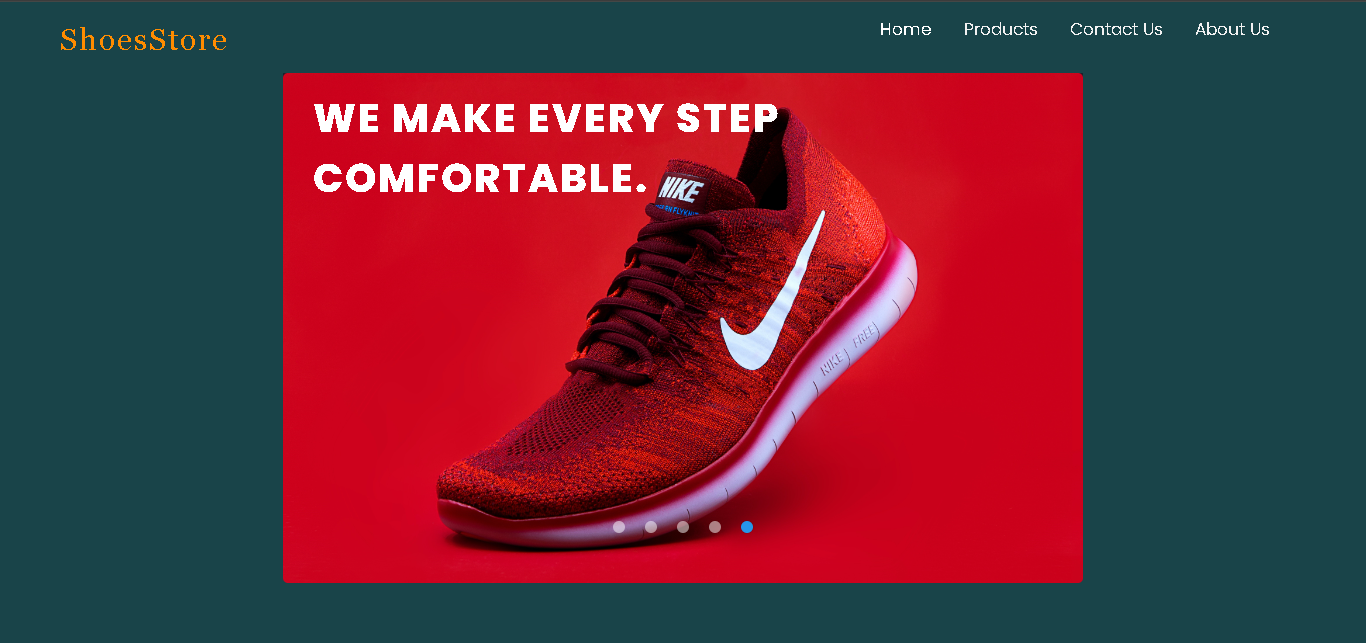 ShoesStore
Home Products Contact Us About Us
WE MAKE EVERY STEP
COMFORTABLE.
NIKE
NIKE FREE